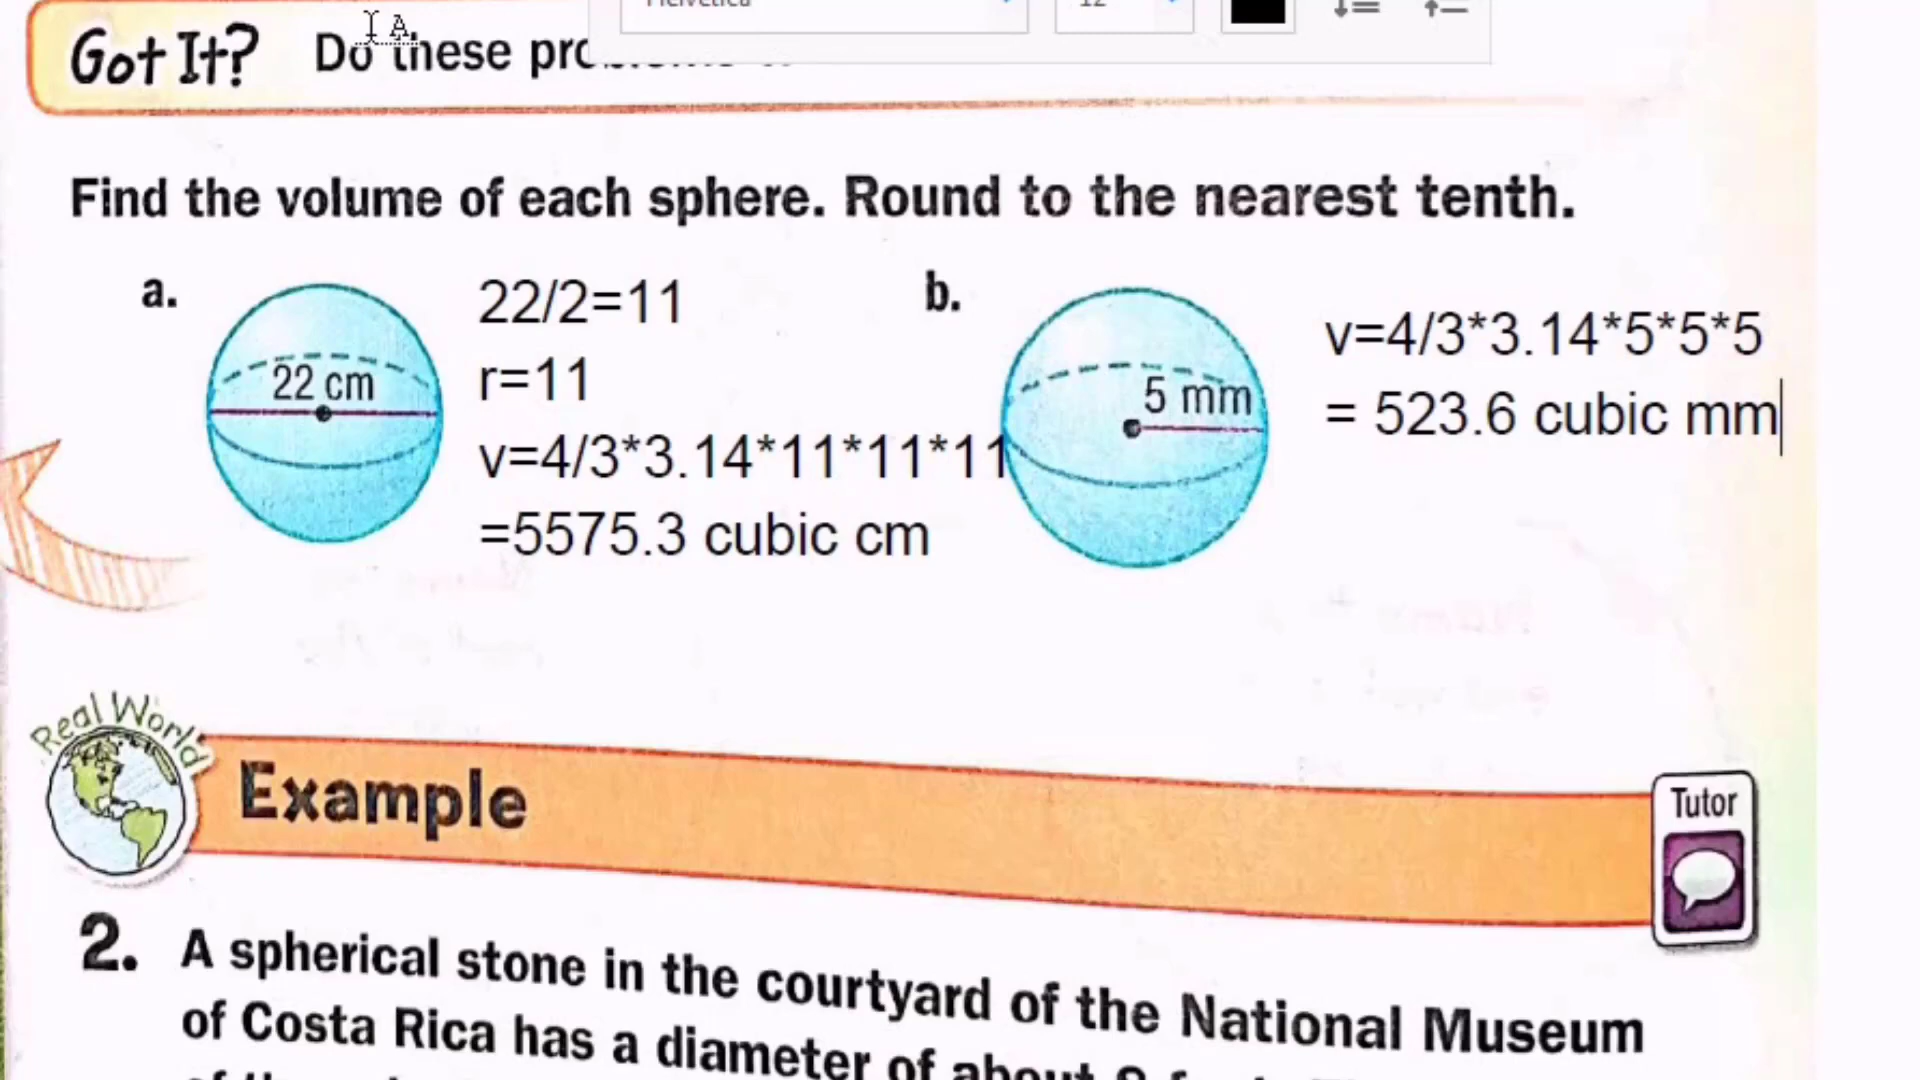 Helvetica
12
Got It? Do these
Find the volume of each sphere. Round to the nearest tenth.
a.
22 cm
22/2=11
r=11
v=4/3*3.14*11*11*11
=5575.3 cubic cm
b.
5 mm
v=4/3*3.14*5*5*5
= 523.6 cubic mm
Real World
Example
Tutor
2. A spherical stone in the courtyard of the National Museum
of Costa Rica has a diameter of about